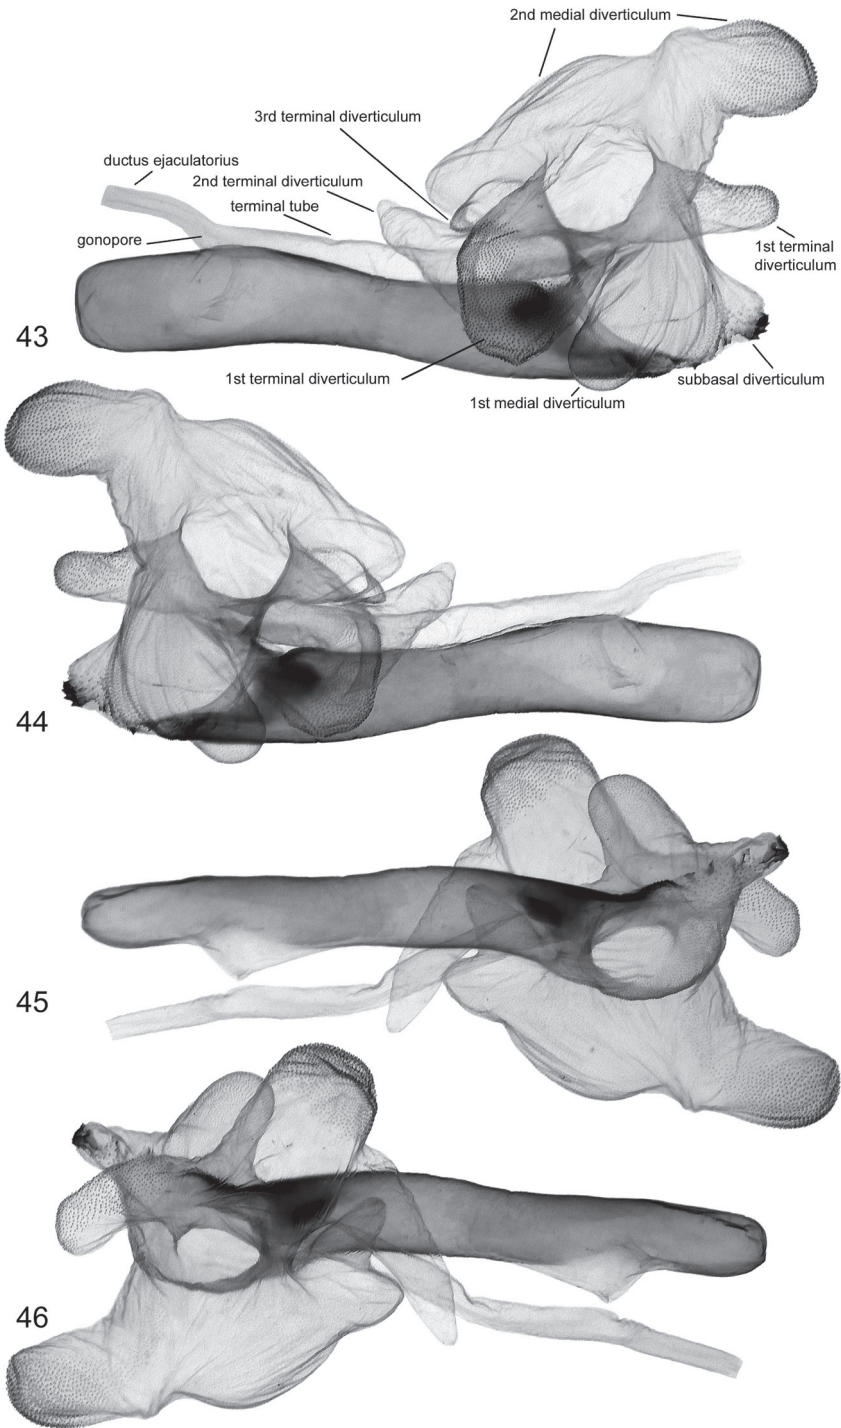 2nd medial diverticulum
3rd terminal diverticulum
ductus ejaculatorius
2nd terminal diverticulum
terminal tube
gonopore
1st terminal
diverticulum
43
1st terminal diverticulum
subbasal diverticulum
1st medial diverticulum
44
45
46